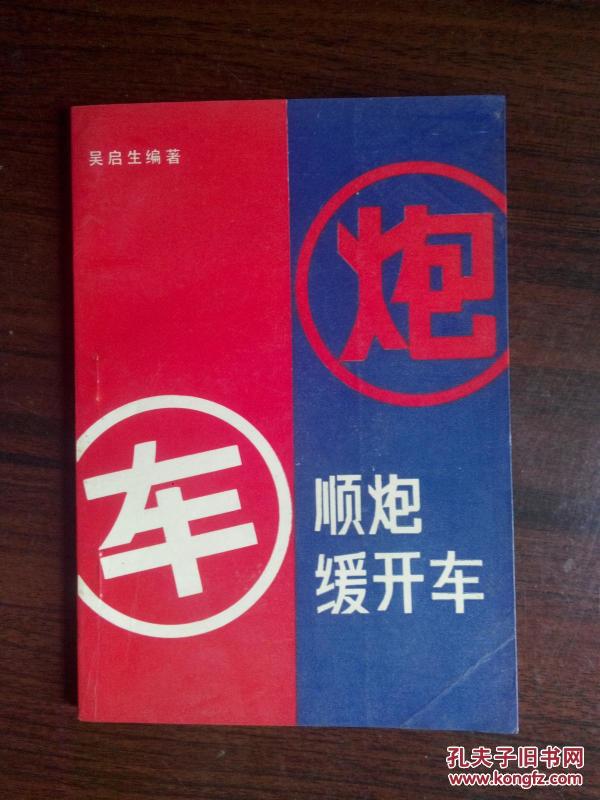 吴启生编著
炮
车
顺炮
缓开车
孔夫子旧书网
www.kongfz.com